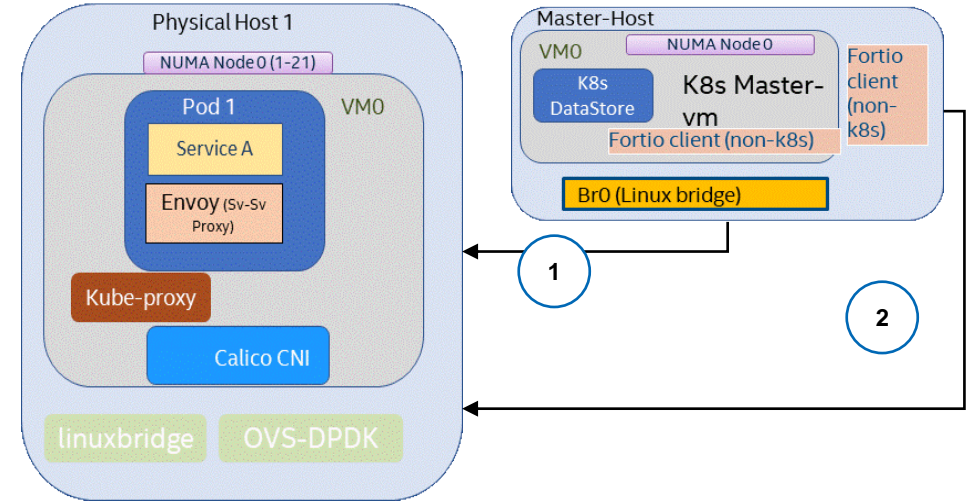 Physical Host 1
NUMA Node 0 (1-21)
Pod 1
VM0
Service A
Envoy (Sv-Sv
Proxy)
Kube-proxy
Calico CNI
linuxbridge
OVS-DPDK
Master-Host
NUMA Node 0
VM0
K8s
DataStore
K8s Master-
vm
Fortio client (non-k8s)
Fortio
client
(non-
k8s)
Br0 (Linux bridge)
1
2